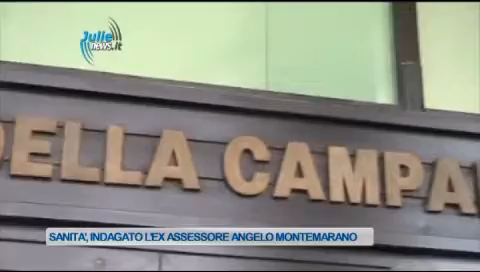 Julie
news.it
DELLA CAMPA
SANITA', INDAGATO L'EX ASSESSORE ANGELO MONTEMARANO